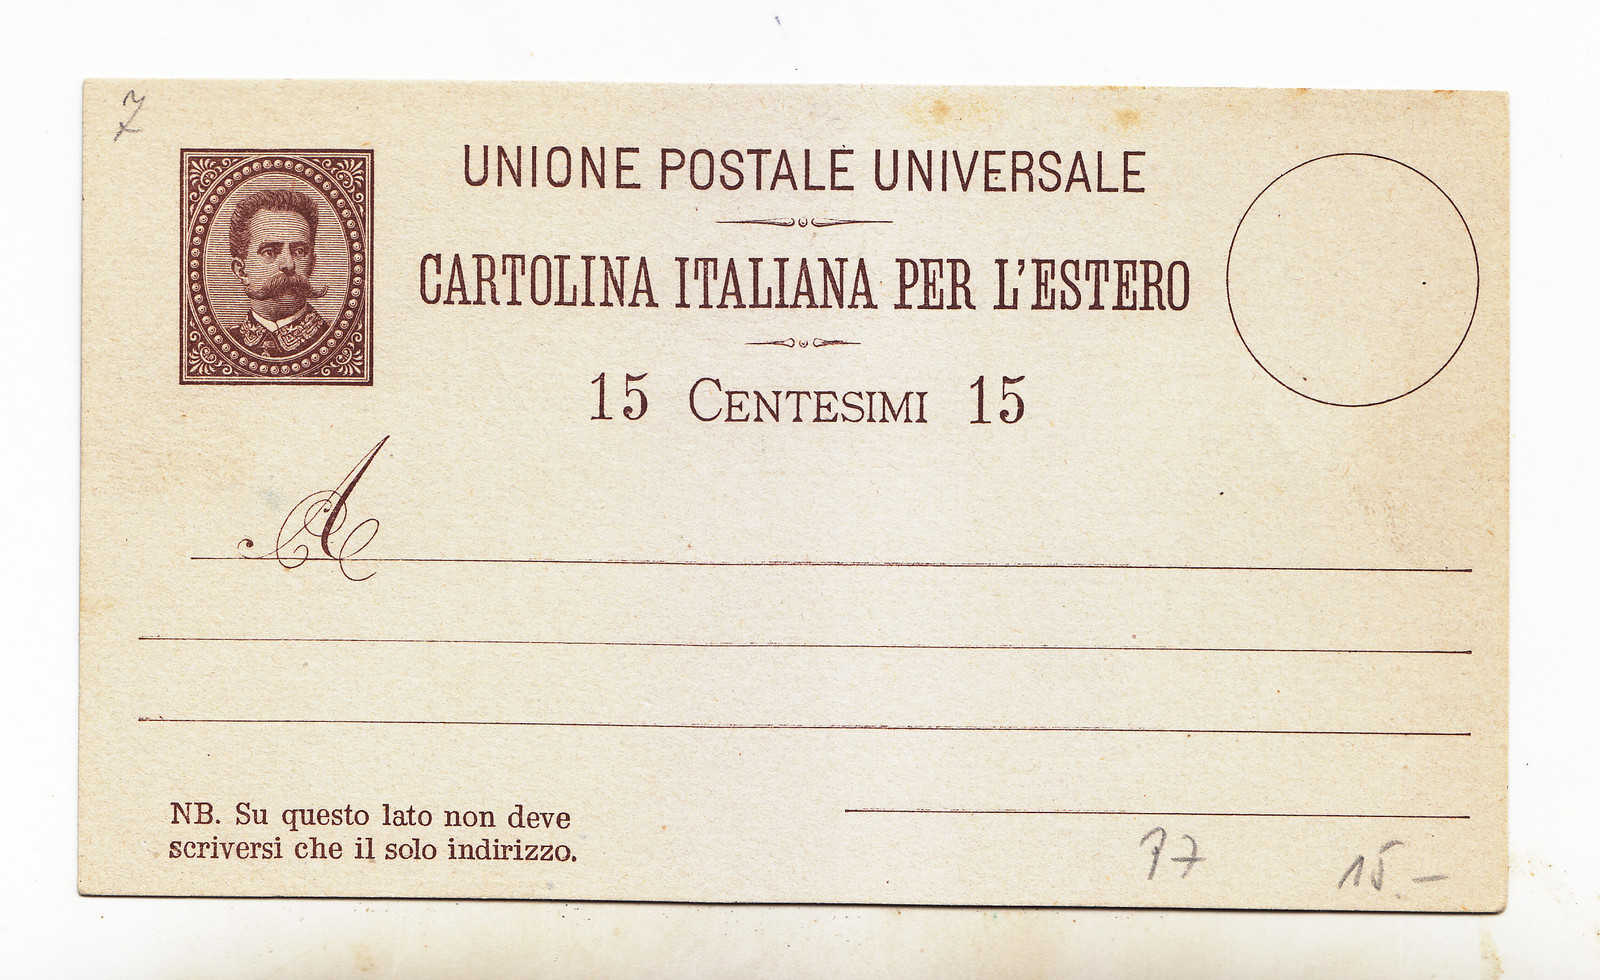 7
UNIONE POSTALE UNIVERSALE
CARTOLINA ITALIANA PER L'ESTERO
15 CENTESIMI 15
A
NB. Su questo lato non deve
scriversi che il solo indirizzo.
77
15.—